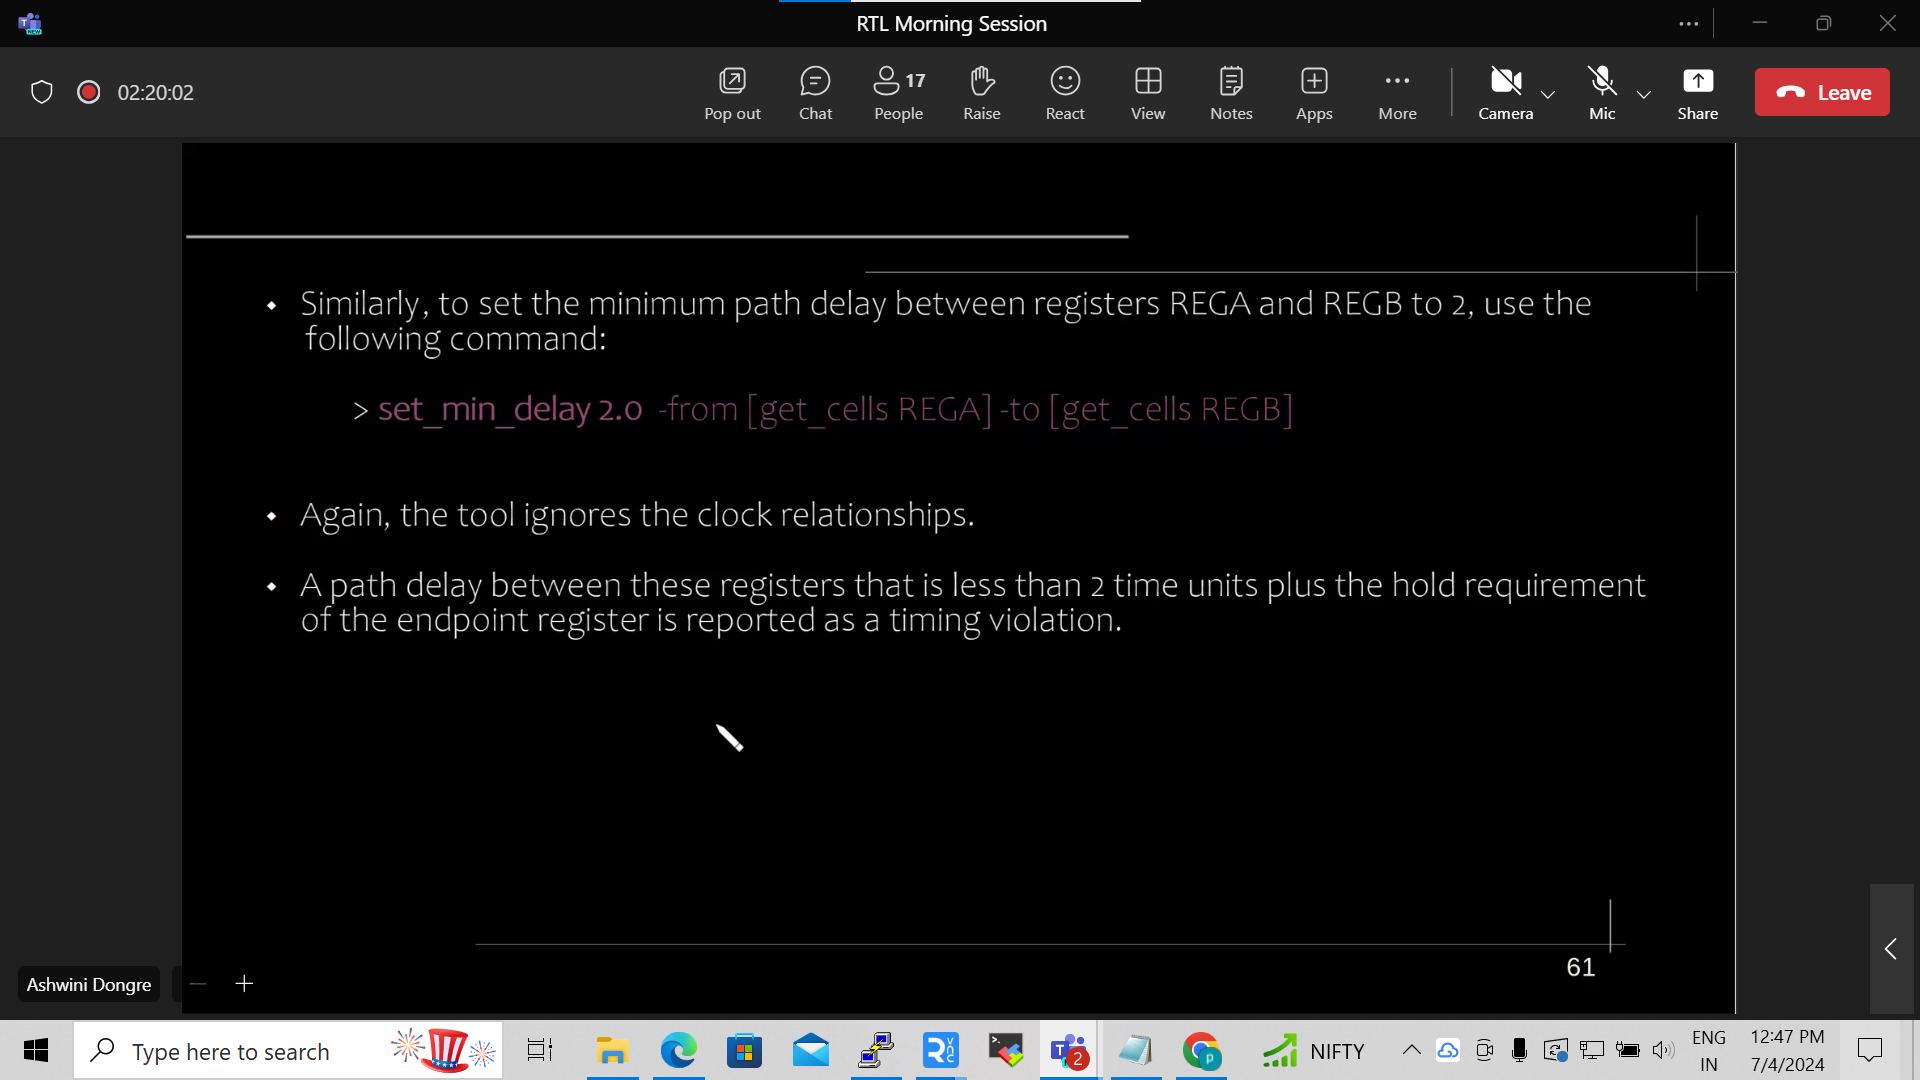 RTL Morning Session
02:20:02
Pop out
Chat
17
People
Raise
React
View
Notes
Apps
More
Camera
Mic
Share
Leave
• Similarly, to set the minimum path delay between registers REGA and REGB to 2, use the
following command:
> set_min_delay 2.0 -from [get_cells REGA] -to [get_cells REGB]
• Again, the tool ignores the clock relationships.
• A path delay between these registers that is less than 2 time units plus the hold requirement
of the endpoint register is reported as a timing violation.
61
Ashwini Dongre
Type here to search
2
NIFTY
ENG
IN
12:47 PM
7/4/2024